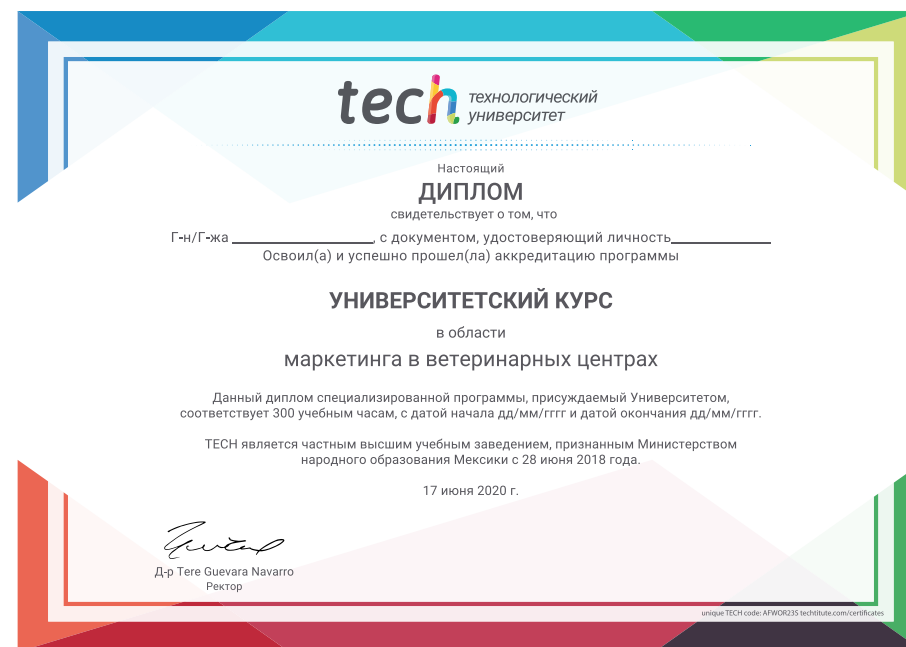 tech технологический
университет
Настоящий
ДИПЛОМ
свидетельствует о том, что
Г-н/Г-жа ____________________, с документом, удостоверяющий личность______________
Освоил(а) и успешно прошел(ла) аккредитацию программы
УНИВЕРСИТЕТСКИЙ КУРС
в области
маркетинга в ветеринарных центрах
Данный диплом специализированной программы, присуждаемый Университетом,
соответствует 300 учебным часам, с датой начала дд/мм/гггг и датой окончания дд/мм/гггг.
TECH является частным высшим учебным заведением, признанным Министерством
народного образования Мексики с 28 июня 2018 года.
17 июня 2020 г.
Д-р Tere Guevara Navarro
Ректор
unique TECH code: AFWOR23S techtitute.com/certificates